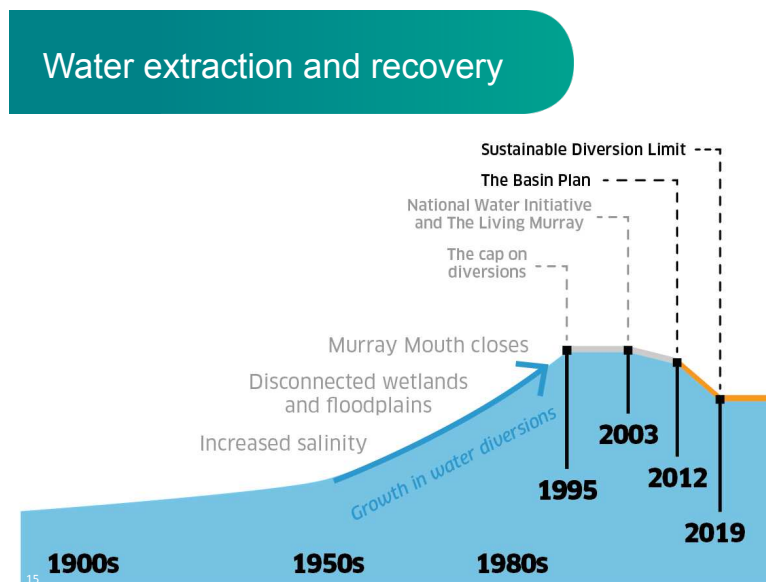 Water extraction and recovery
Sustainable Diversion Limit
The Basin Plan
National Water Initiative
and The Living Murray
The cap on
diversions
Murray Mouth closes
Disconnected wetlands
and floodplains
Increased salinity
Growth in water diversions
1995
2003
2012
2019
1900s
1950s
1980s
15